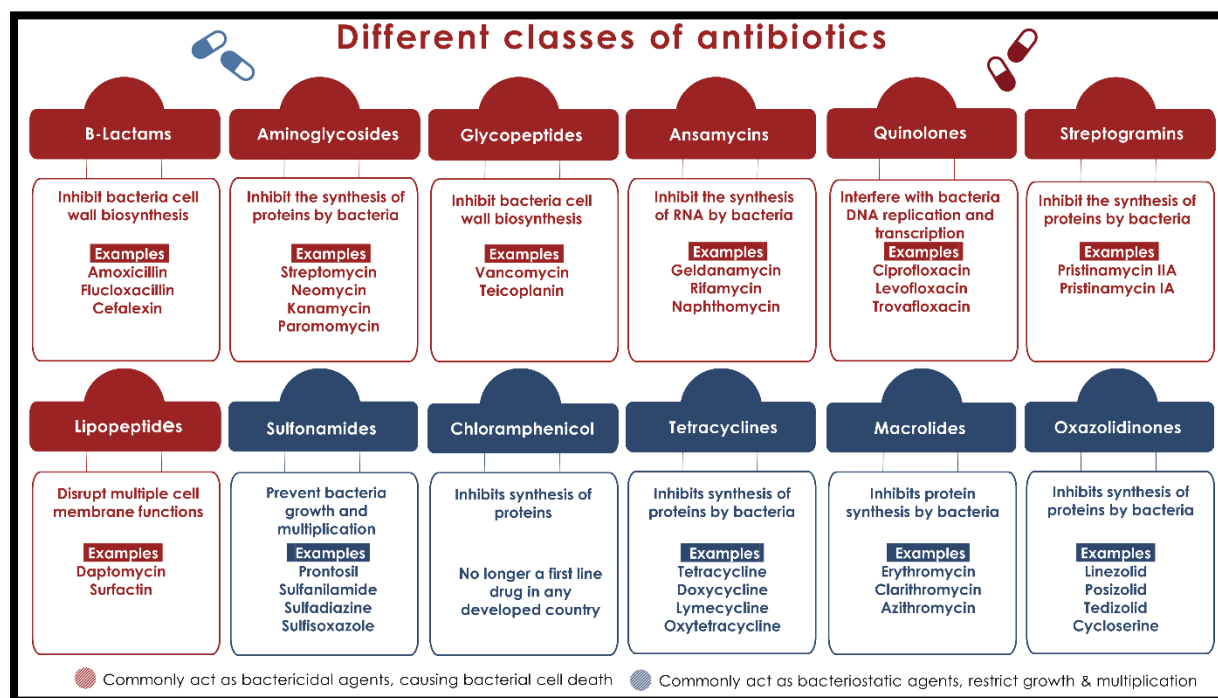 Different classes of antibiotics
B-Lactams
Inhibit bacteria cell
wall biosynthesis
Examples
Amoxicillin
Flucloxacillin
Cefalexin
Aminoglycosides
Inhibit the synthesis of
proteins by bacteria
Examples
Streptomycin
Neomycin
Kanamycin
Paromomycin
Glycopeptides
Inhibit bacteria cell
wall biosynthesis
Examples
Vancomycin
Teicoplanin
Ansamycins
Inhibit the synthesis
of RNA by bacteria
Examples
Geldanamycin
Rifamycin
Naphthomycin
Quinolones
Interfere with bacteria
DNA replication and
transcription
Examples
Ciprofloxacin
Levofloxacin
Trovafloxacin
Streptogramins
Inhibit the synthesis of
proteins by bacteria
Examples
Pristinamycin IIA
Pristinamycin IA
Lipopeptides
Disrupt multiple cell
membrane functions
Examples
Daptomycin
Surfactin
Sulfonamides
Prevent bacteria
growth and
multiplication
Examples
Prontosil
Sulfanilamide
Sulfadiazine
Sulfisoxazole
Chloramphenicol
Inhibits synthesis of
proteins
No longer a first line
drug in any
developed country
Tetracyclines
Inhibits synthesis of
proteins by bacteria
Examples
Tetracycline
Doxycycline
Lymecycline
Oxytetracycline
Macrolides
Inhibits protein
synthesis by bacteria
Examples
Erythromycin
Clarithromycin
Azithromycin
Oxazolidinones
Inhibits synthesis of
proteins by bacteria
Examples
Linezolid
Posizolid
Tedizolid
Cycloserine
Commonly act as bactericidal agents, causing bacterial cell death
Commonly act as bacteriostatic agents, restrict growth & multiplication